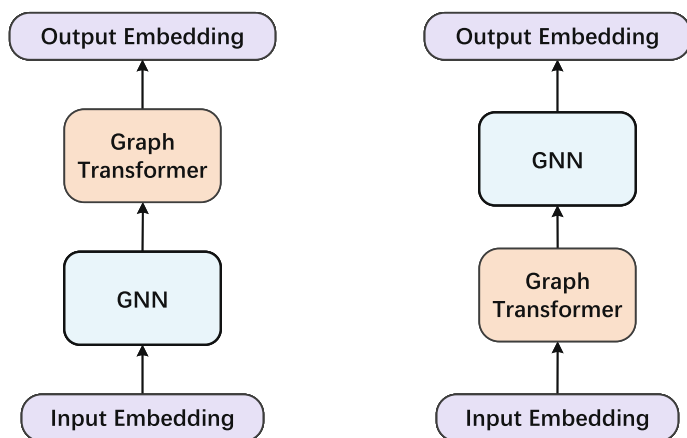 Output Embedding
Graph
Transformer
GNN
Input Embedding
Output Embedding
GNN
Graph
Transformer
Input Embedding